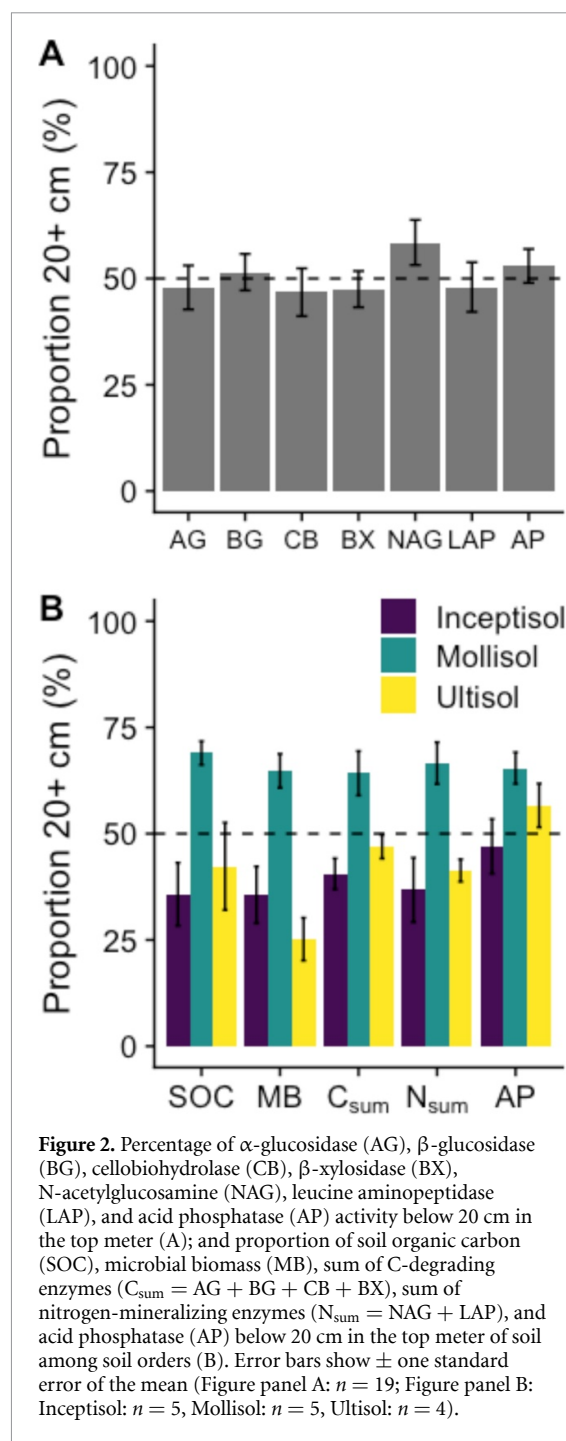 A
Proportion 20+ cm (%)
100
75
50
25
0
AG BG CB BX NAG LAP AP
B
Proportion 20+ cm (%)
100
75
50
25
0
Inceptisol
Mollisol
Ultisol
SOC MB Csum Nsum AP
Figure 2. Percentage of α-glucosidase (AG), β-glucosidase
(BG), cellobiohydrolase (CB), β-xylosidase (BX),
N-acetylglucosamine (NAG), leucine aminopeptidase
(LAP), and acid phosphatase (AP) activity below 20 cm in
the top meter (A); and proportion of soil organic carbon
(SOC), microbial biomass (MB), sum of C-degrading
enzymes (Csum = AG + BG + CB + BX), sum of
nitrogen-mineralizing enzymes (Nsum = NAG + LAP), and
acid phosphatase (AP) below 20 cm in the top meter of soil
among soil orders (B). Error bars show ± one standard
error of the mean (Figure panel A: n = 19; Figure panel B:
Inceptisol: n = 5, Mollisol: n = 5, Ultisol: n = 4).